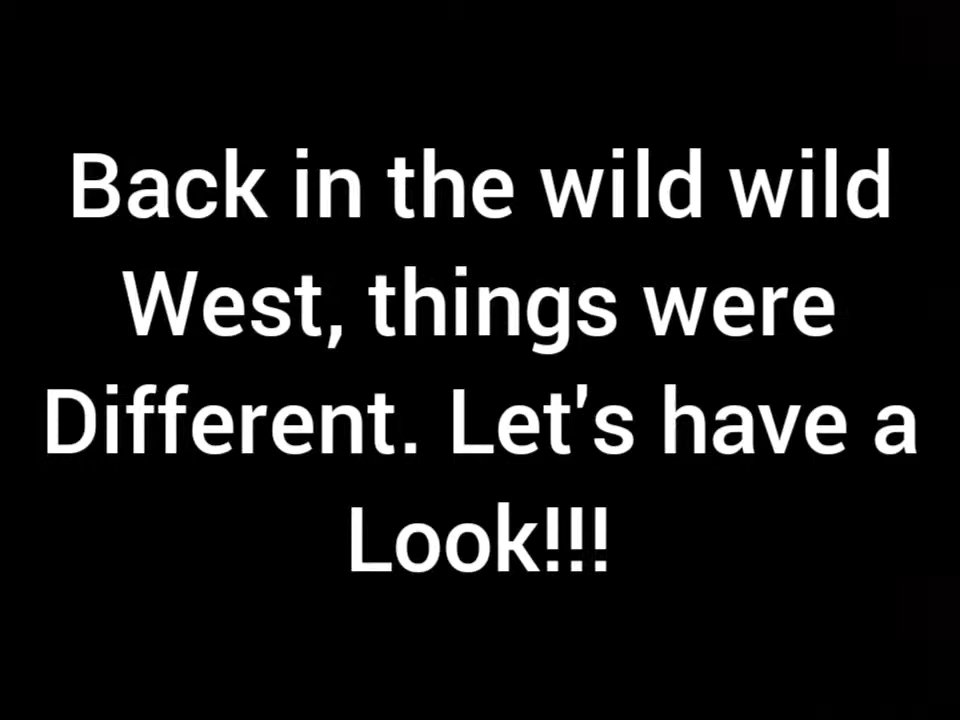 Back in the wild wild
West, things were
Different. Let's have a
Look!!!